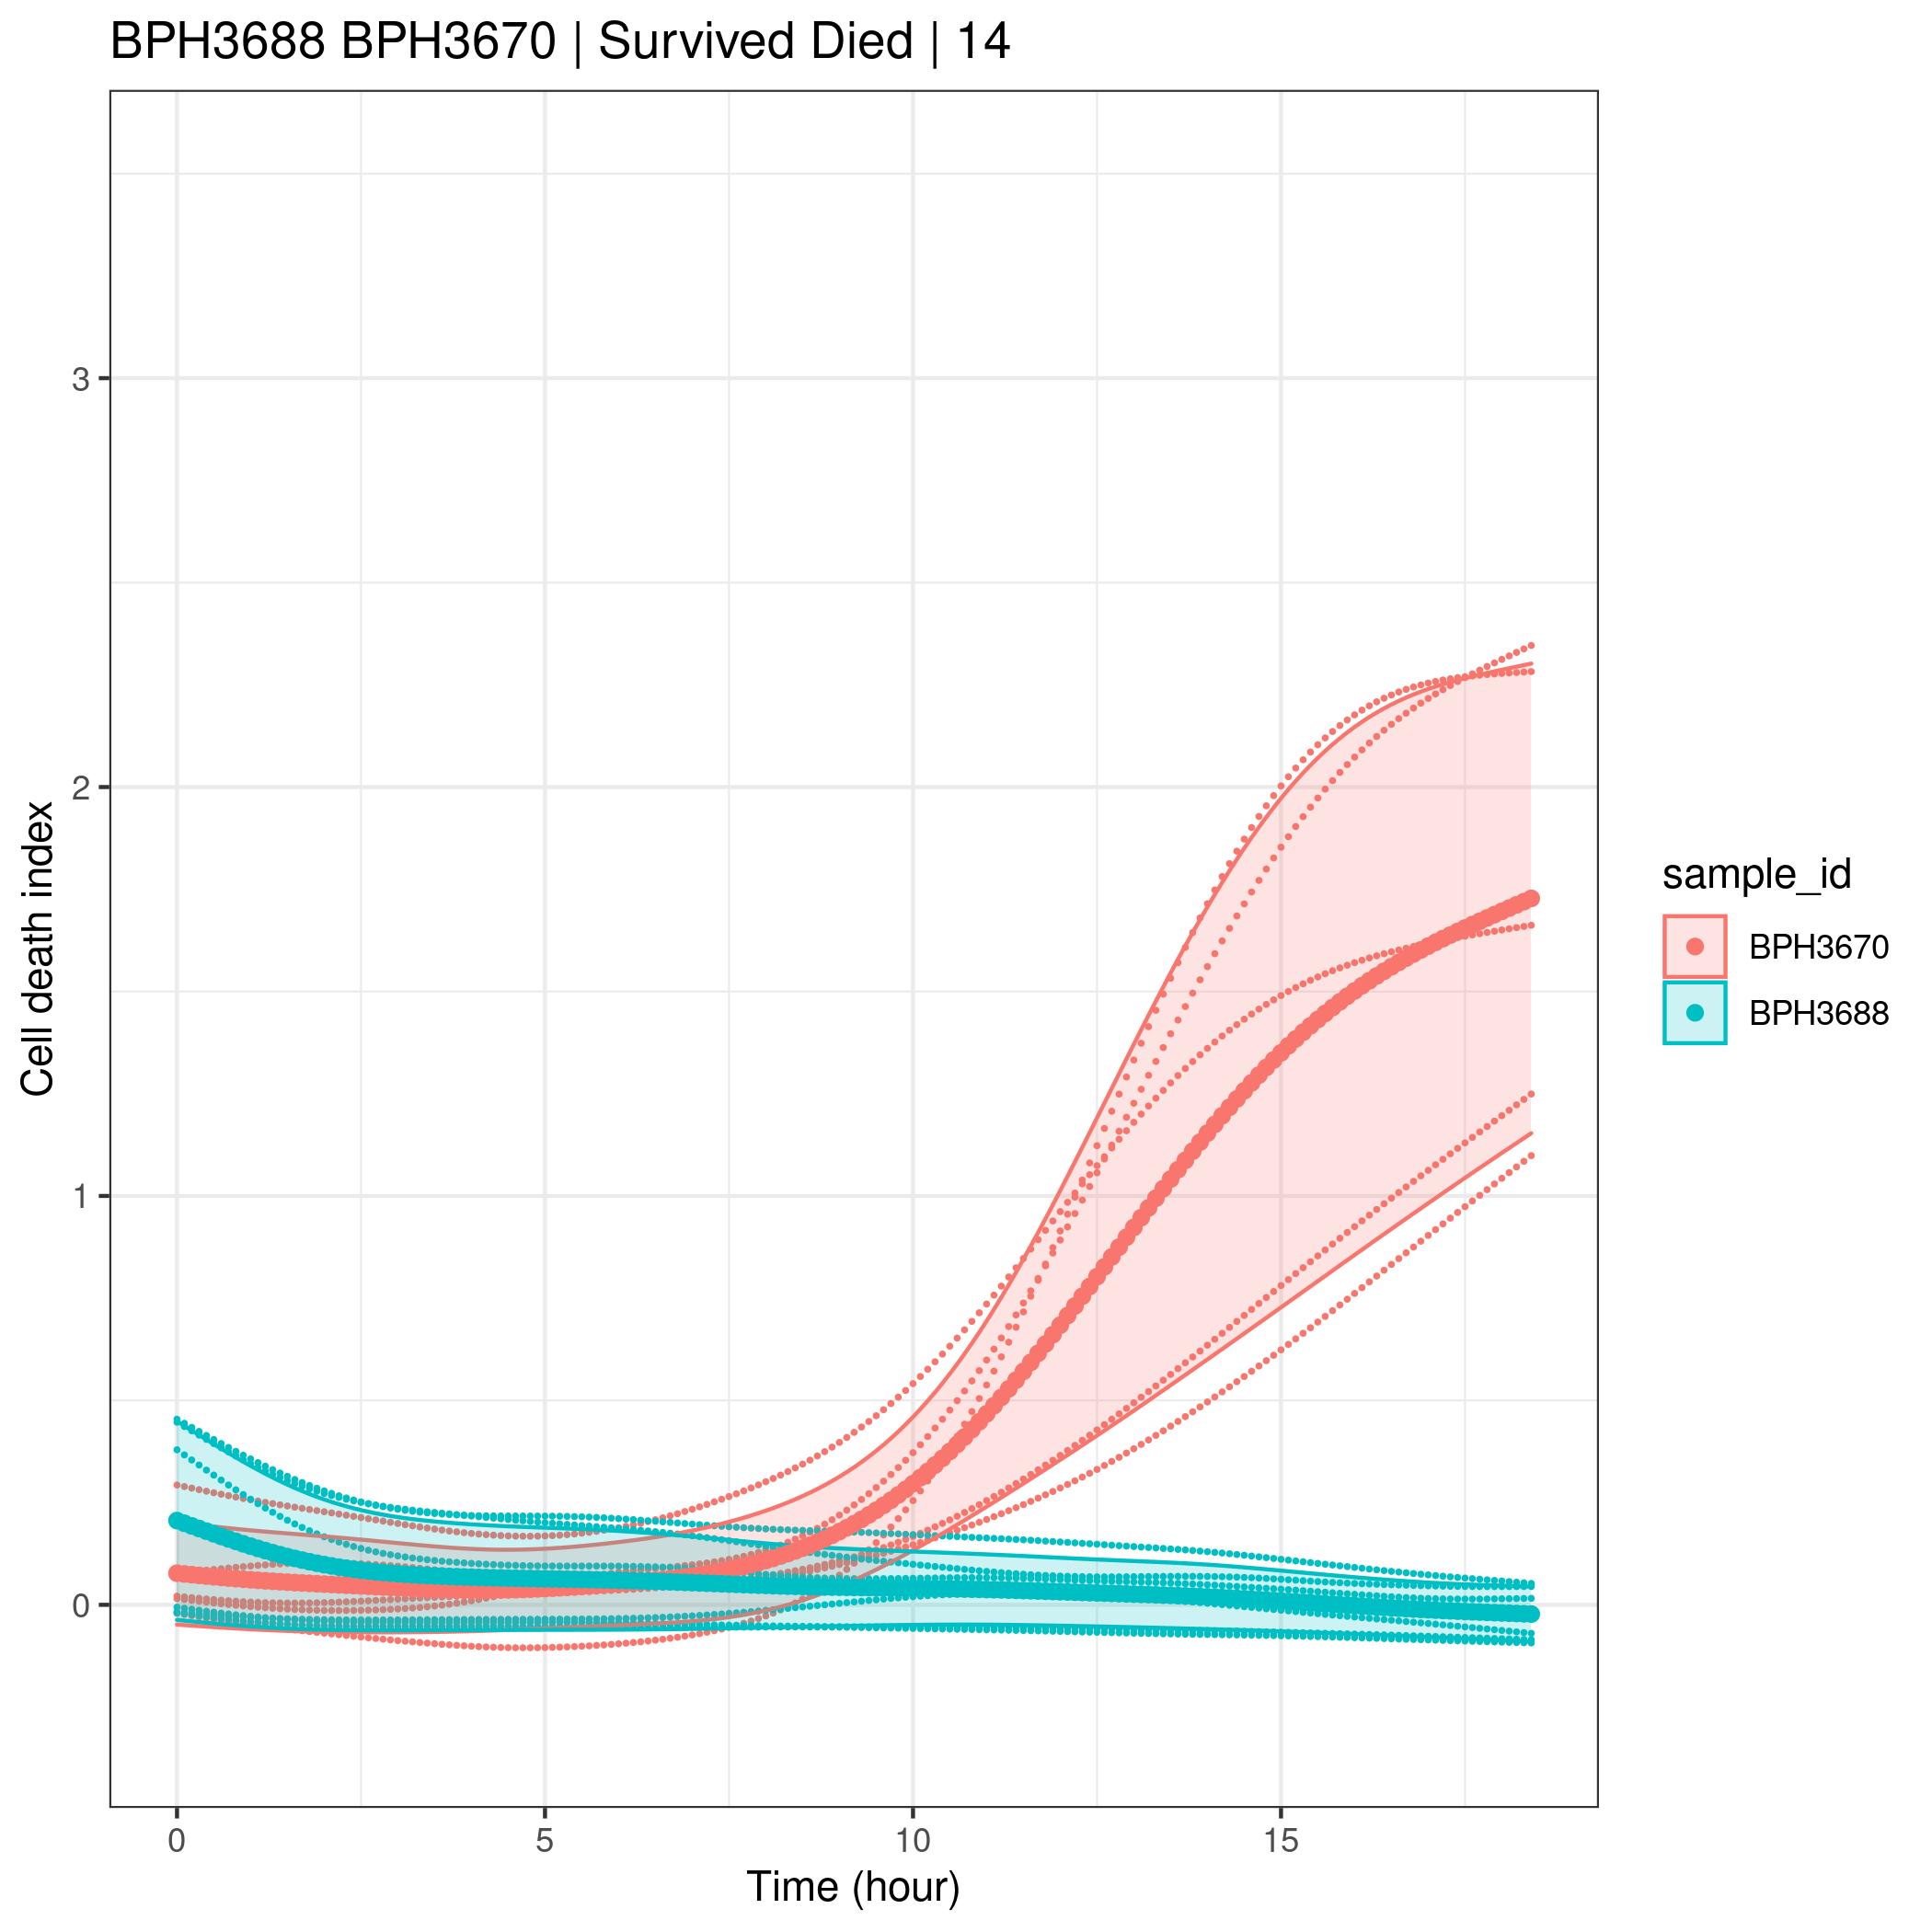 BPH3688 BPH3670 | Survived Died | 14
3
2
1
0
Cell death index
0 5 10 15
Time (hour)
sample_id
BPH3670
BPH3688